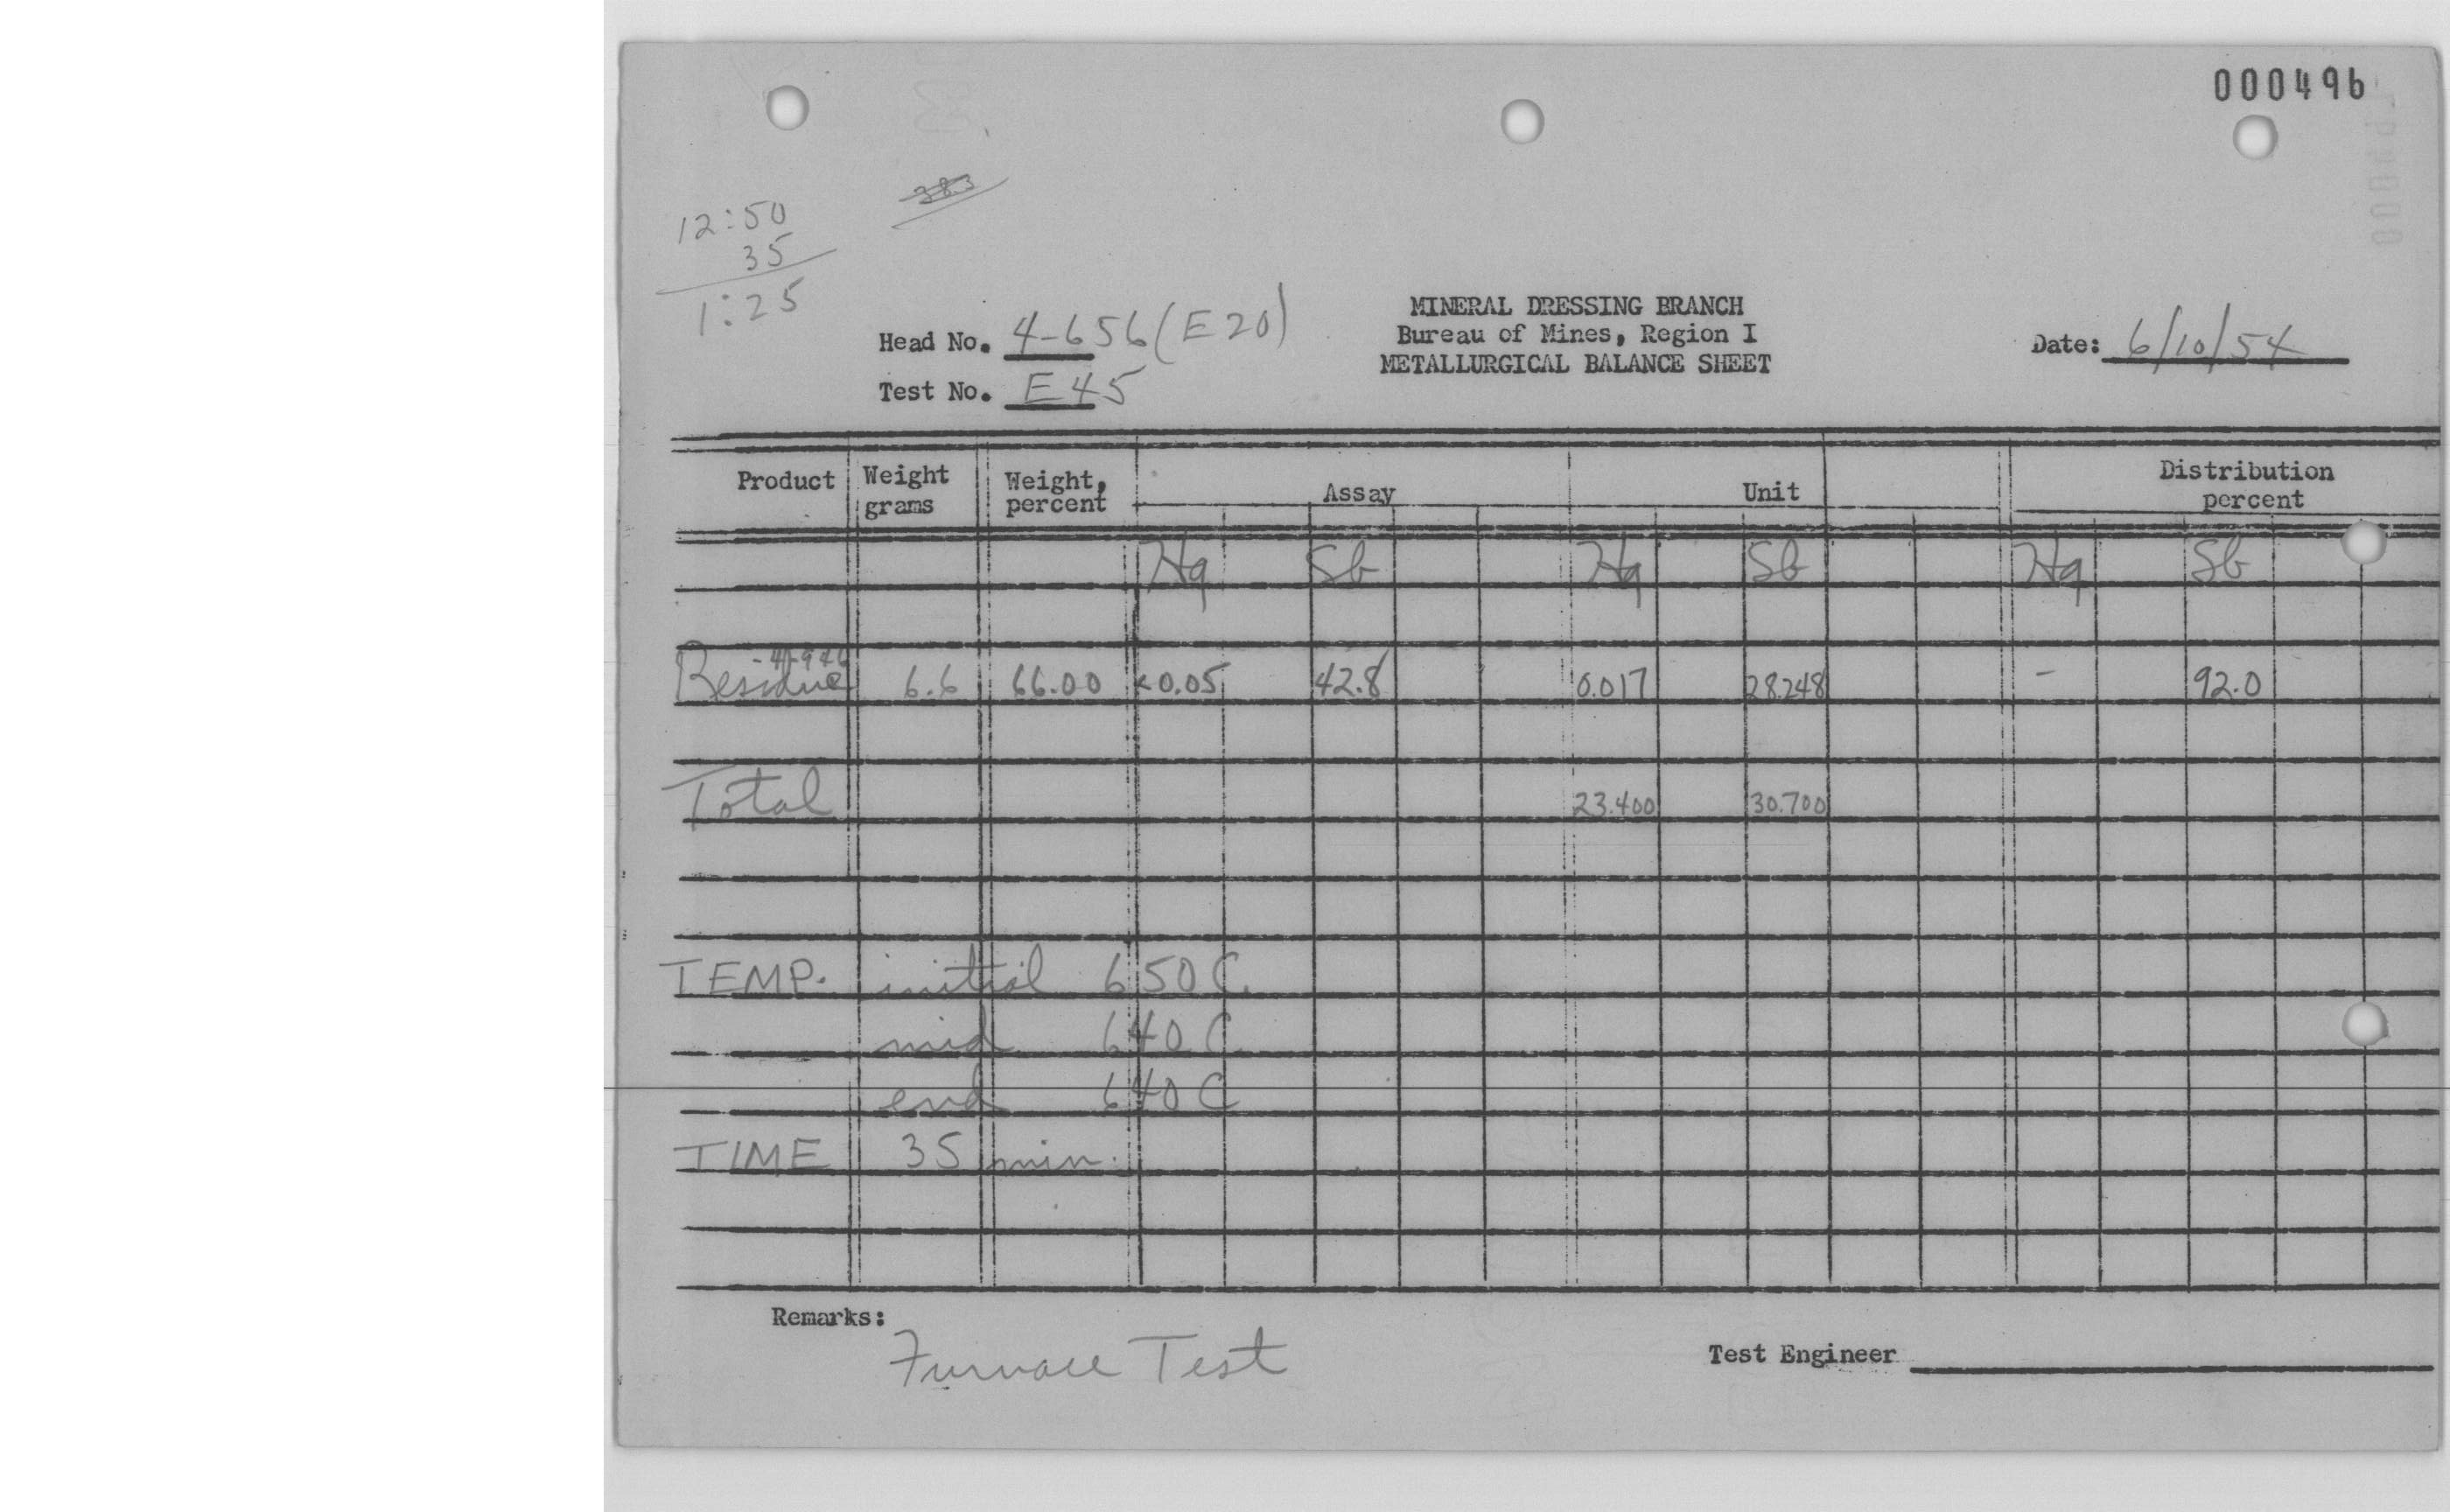 000496
383
12:50
35
1:25
MINERAL DRESSING BRANCH
Head No. 4-656 (E20) Bureau of Mines, Region I Date: 6/10/54
METALLURGICAL BALANCE SHEET
Test No. E45
Product Weight grams Weight, percent Assay Unit Distribution percent
Hg Sb Hg Sb Hg Sb
Residue 6.6 66.00 <0.05 42.8 0.017 28.248 - 92.0
Total 23.400 30.700
TEMP. initial 650 C.
mid 640 C.
end 640 C
TIME 35 min.
Remarks:
Furnace Test
Test Engineer